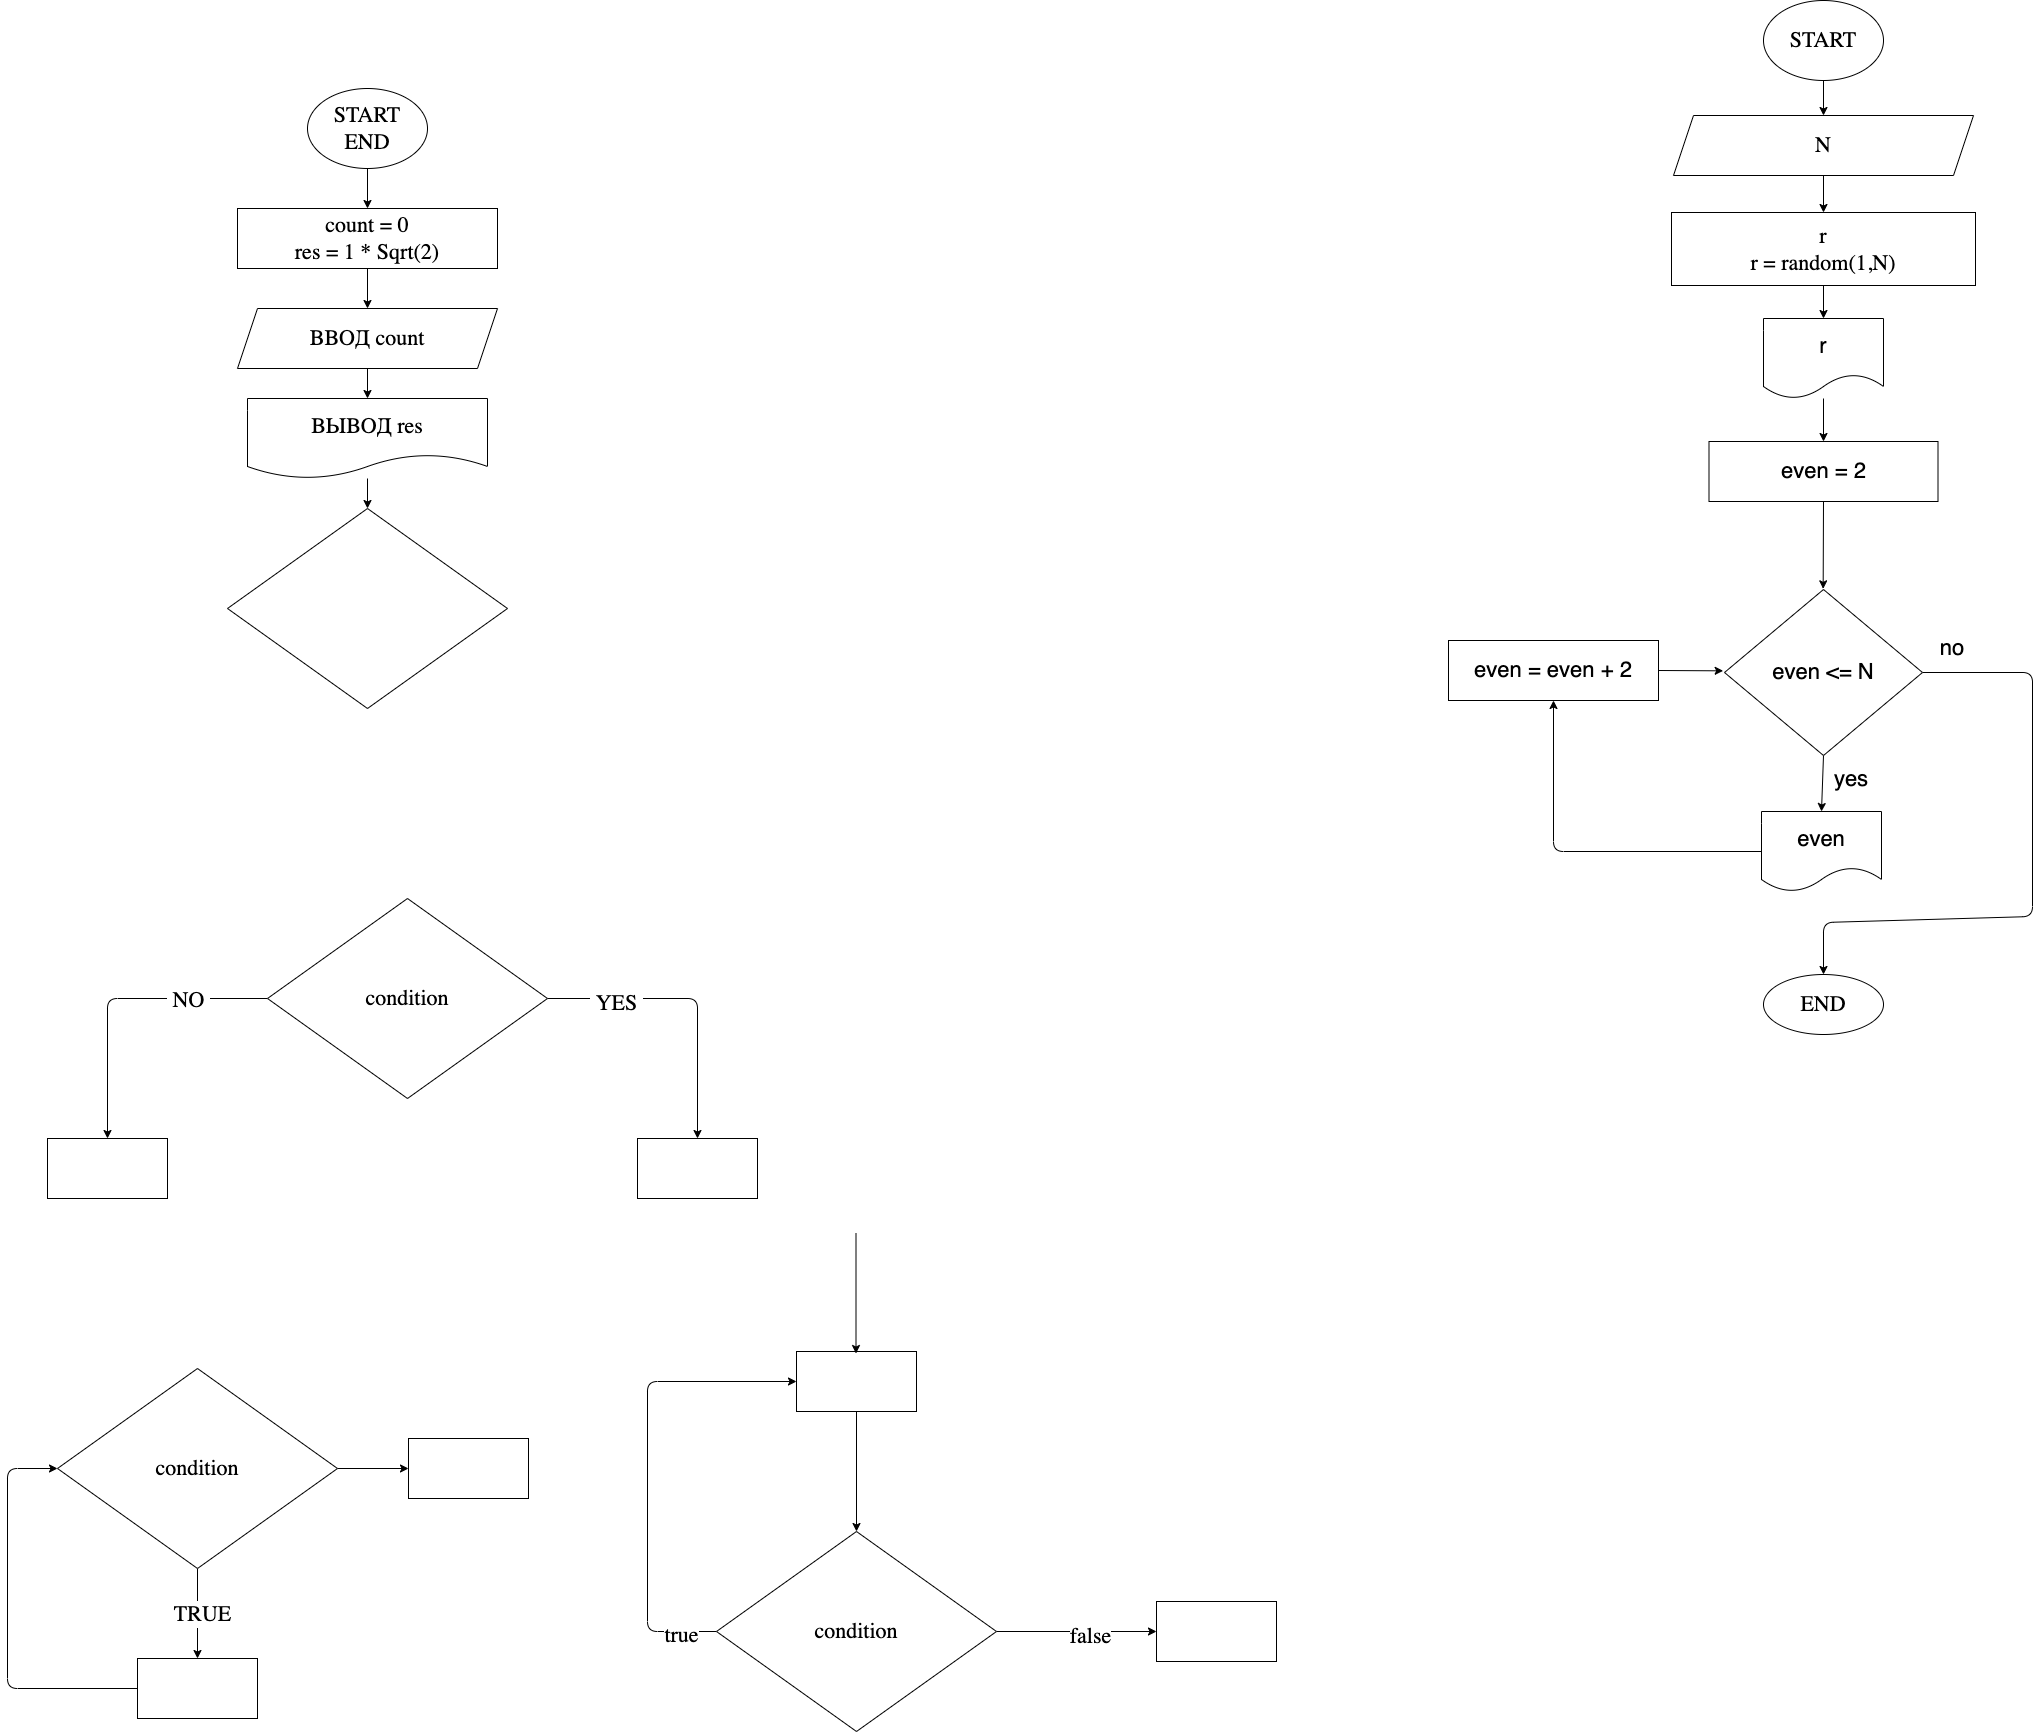 START
END
count = 0
res = 1 * Sqrt(2)
ВВОД count
ВЫВОД res
condition
NO
YES
condition
TRUE
condition
true
false
START
N
r
r = random(1,N)
r
even = 2
even = even + 2
even <= N
no
yes
even
END